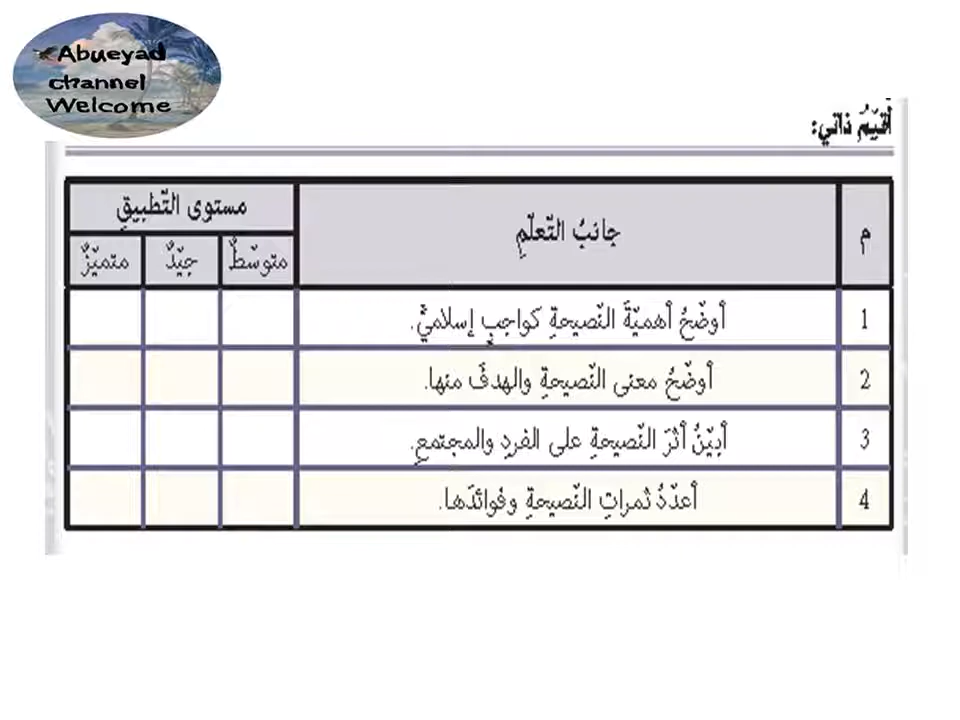 Abueyad
channel
Welcome
أقيّمُ ذاتي:
م
جانبُ التّعلّمِ
مستوى التّطبيقِ
متوسّطٌ
جيّدٌ
متميّزٌ
1
أوضّحُ أهميّةَ النّصيحةِ كواجبٍ إسلاميٍّ.
2
أوضّحُ معنى النّصيحةِ والهدفَ منها.
3
أبيّنُ أثرَ النّصيحةِ على الفردِ والمجتمعِ.
4
أعدّدُ ثمراتِ النّصيحةِ وفوائدَها.